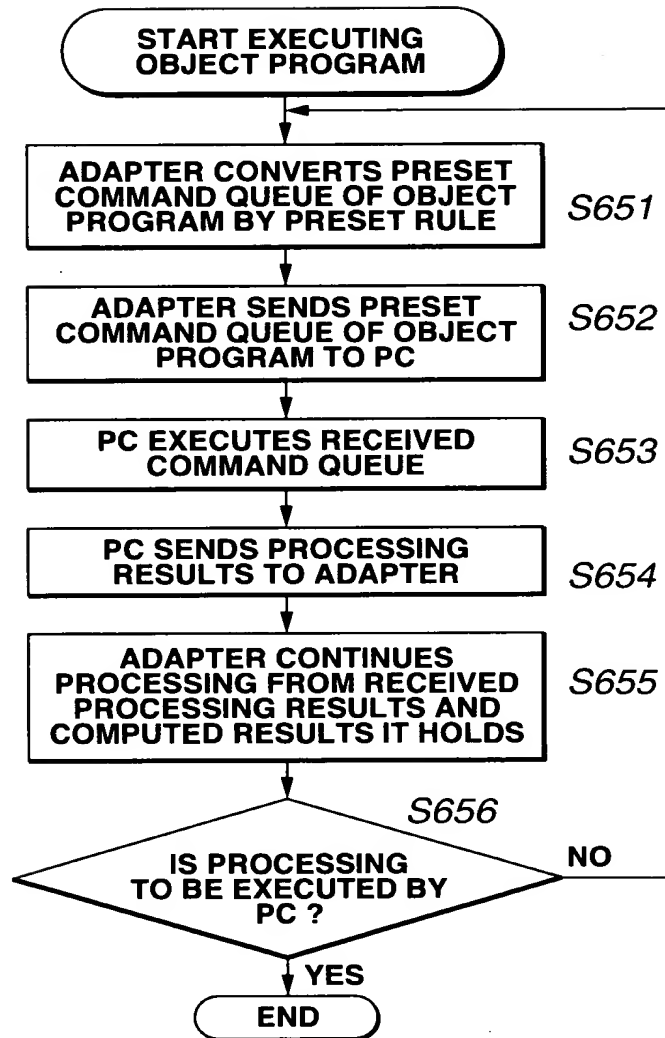 START EXECUTING
OBJECT PROGRAM
ADAPTER CONVERTS PRESET
COMMAND QUEUE OF OBJECT
PROGRAM BY PRESET RULE
S651
ADAPTER SENDS PRESET
COMMAND QUEUE OF OBJECT
PROGRAM TO PC
S652
PC EXECUTES RECEIVED
COMMAND QUEUE
S653
PC SENDS PROCESSING
RESULTS TO ADAPTER
S654
ADAPTER CONTINUES
PROCESSING FROM RECEIVED
PROCESSING RESULTS AND
COMPUTED RESULTS IT HOLDS
S655
S656
IS PROCESSING
TO BE EXECUTED BY
PC ?
NO
YES
END